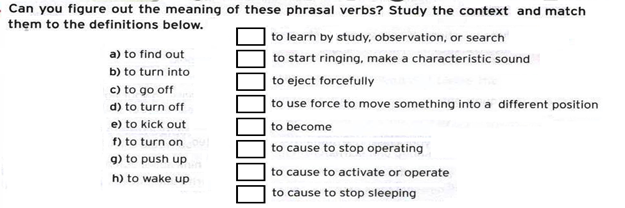 Can you figure out the meaning of these phrasal verbs? Study the context and match
them to the definitions below.
a) to find out
b) to turn into
c) to go off
d) to turn off
e) to kick out
f) to turn on
g) to push up
h) to wake up
to learn by study, observation, or search
to start ringing, make a characteristic sound
to eject forcefully
to use force to move something into a different position
to become
to cause to stop operating
to cause to activate or operate
to cause to stop sleeping